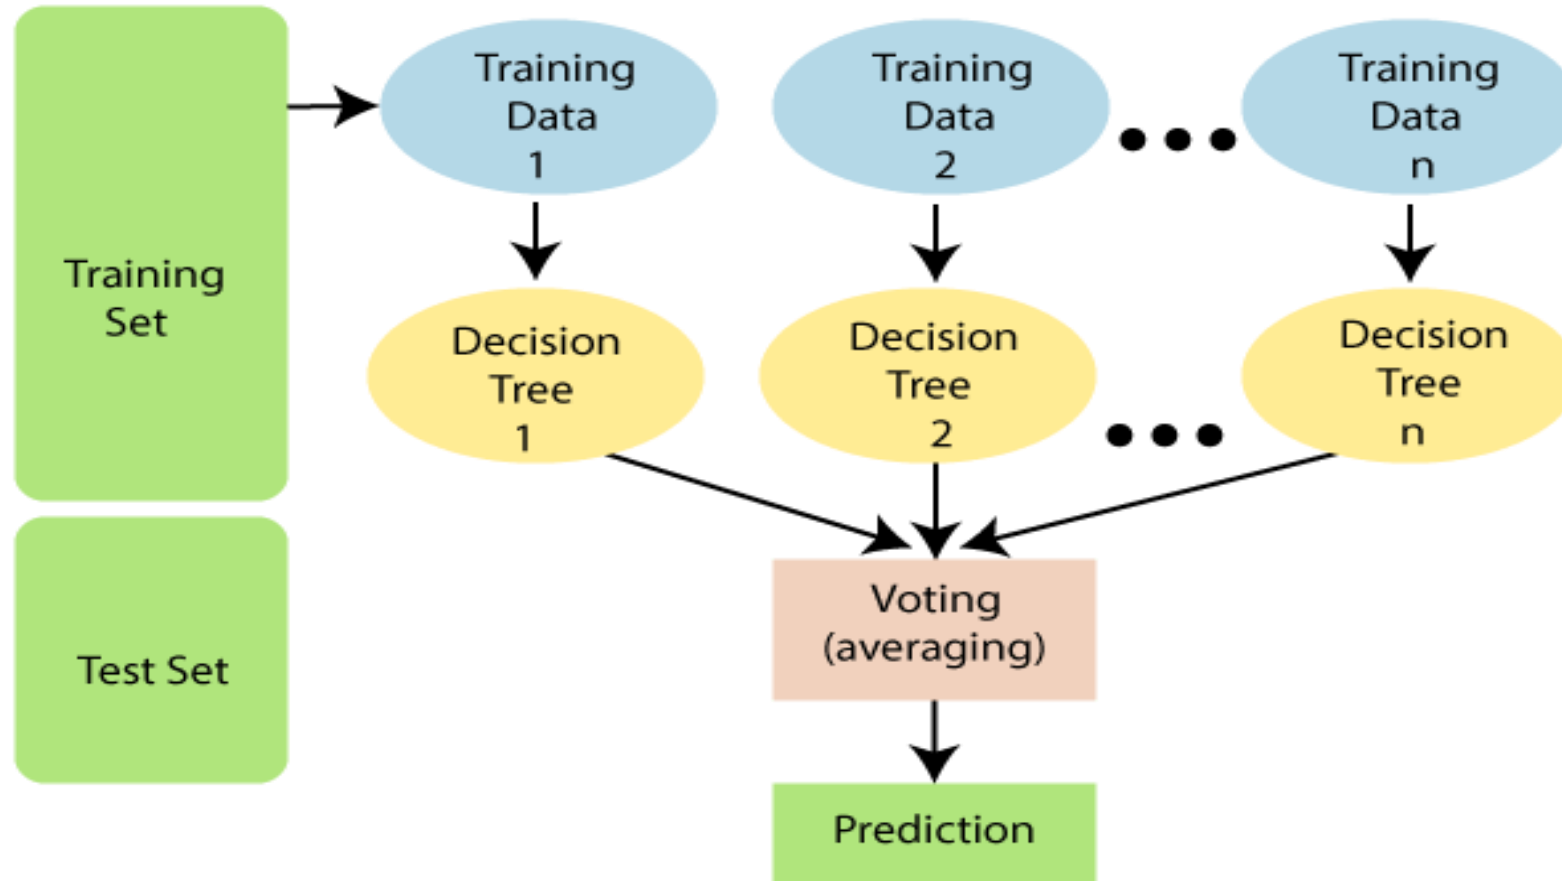 Training
Set
Test Set
Training
Data
1
Training
Data
2
Training
Data
n
Decision
Tree
1
Decision
Tree
2
Decision
Tree
n
Voting
(averaging)
Prediction